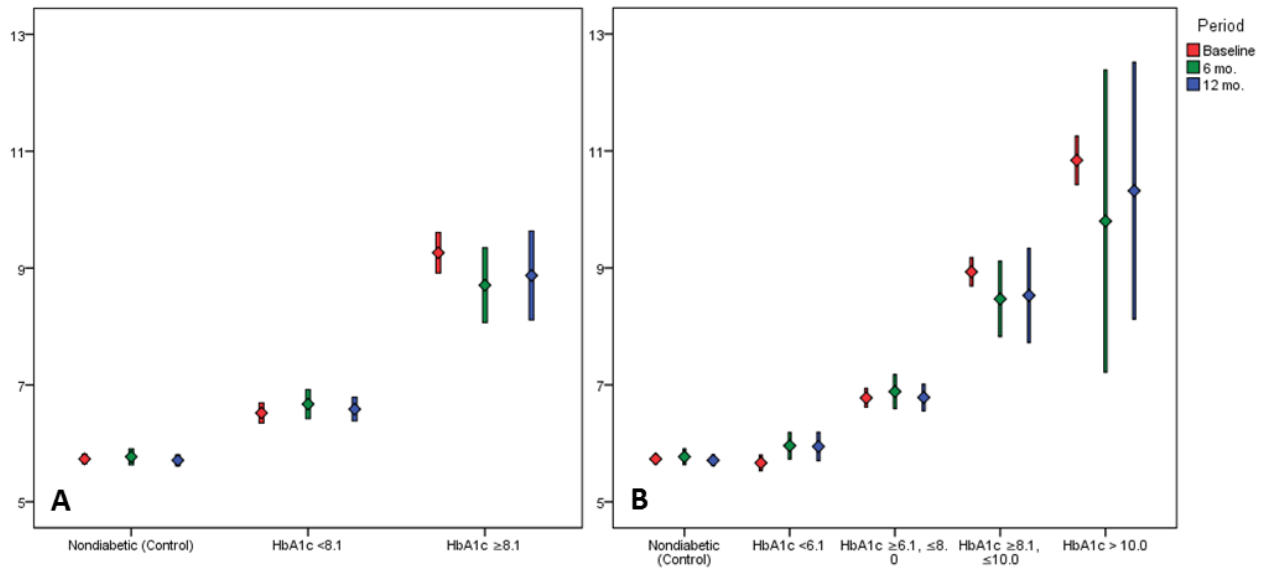 13
11
9
7
5
A
Nondiabetic (Control)
HbA1c <8.1
HbA1c ≥8.1
13
11
9
7
5
B
Nondiabetic
(Control)
HbA1c <6.1
HbA1c ≥6.1, ≤8.
0
HbA1c ≥8.1,
≤10.0
HbA1c > 10.0
Period
Baseline
6 mo.
12 mo.